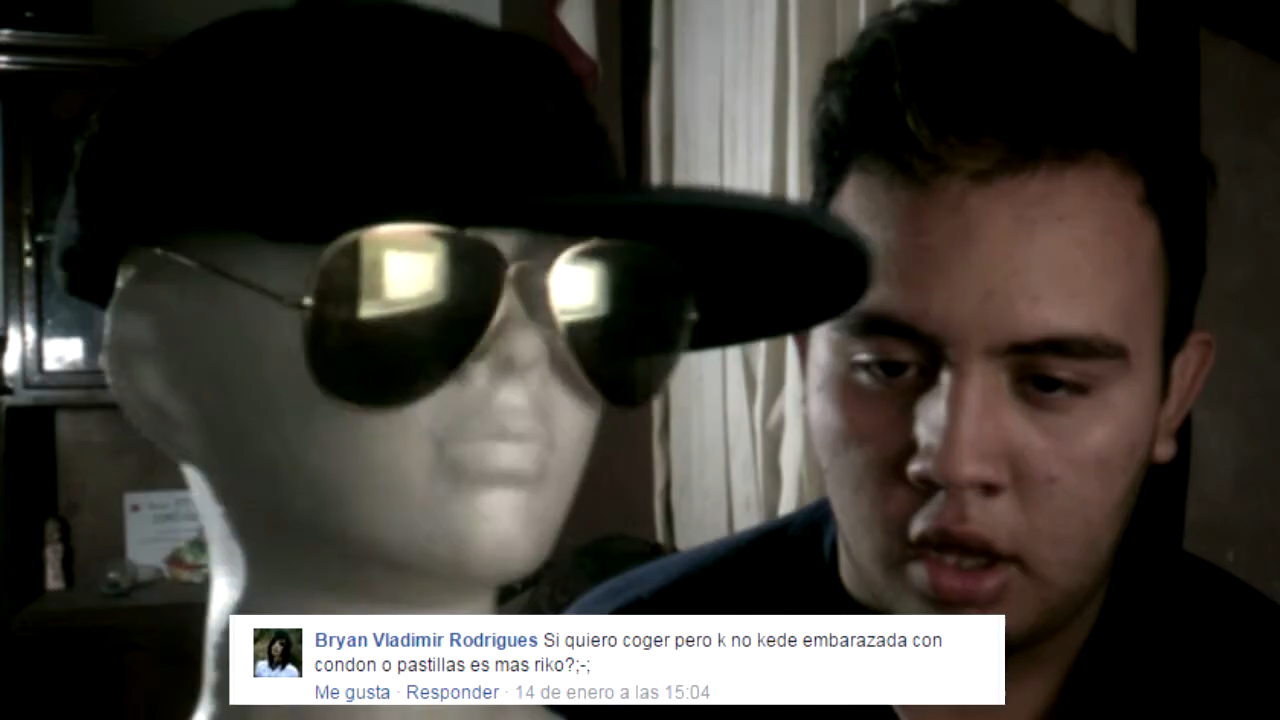 Bryan Vladimir Rodrigues Si quiero coger pero k no kede embarazada con
condon o pastillas es mas riko?;-;
Me gusta · Responder · 14 de enero a las 15:04